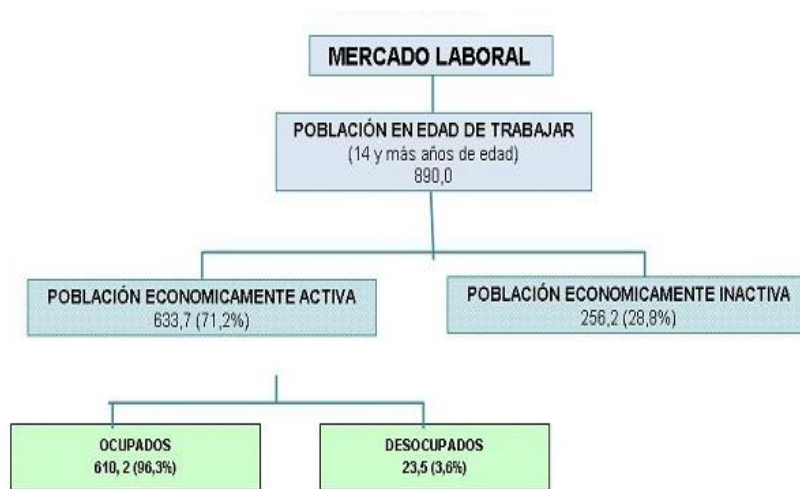 MERCADO LABORAL
POBLACIÓN EN EDAD DE TRABAJAR
(14 y más años de edad)
890,0
POBLACIÓN ECONOMICAMENTE ACTIVA
633,7 (71,2%)
POBLACIÓN ECONOMICAMENTE INACTIVA
256,2 (28,8%)
OCUPADOS
610, 2 (96,3%)
DESOCUPADOS
23,5 (3,6%)